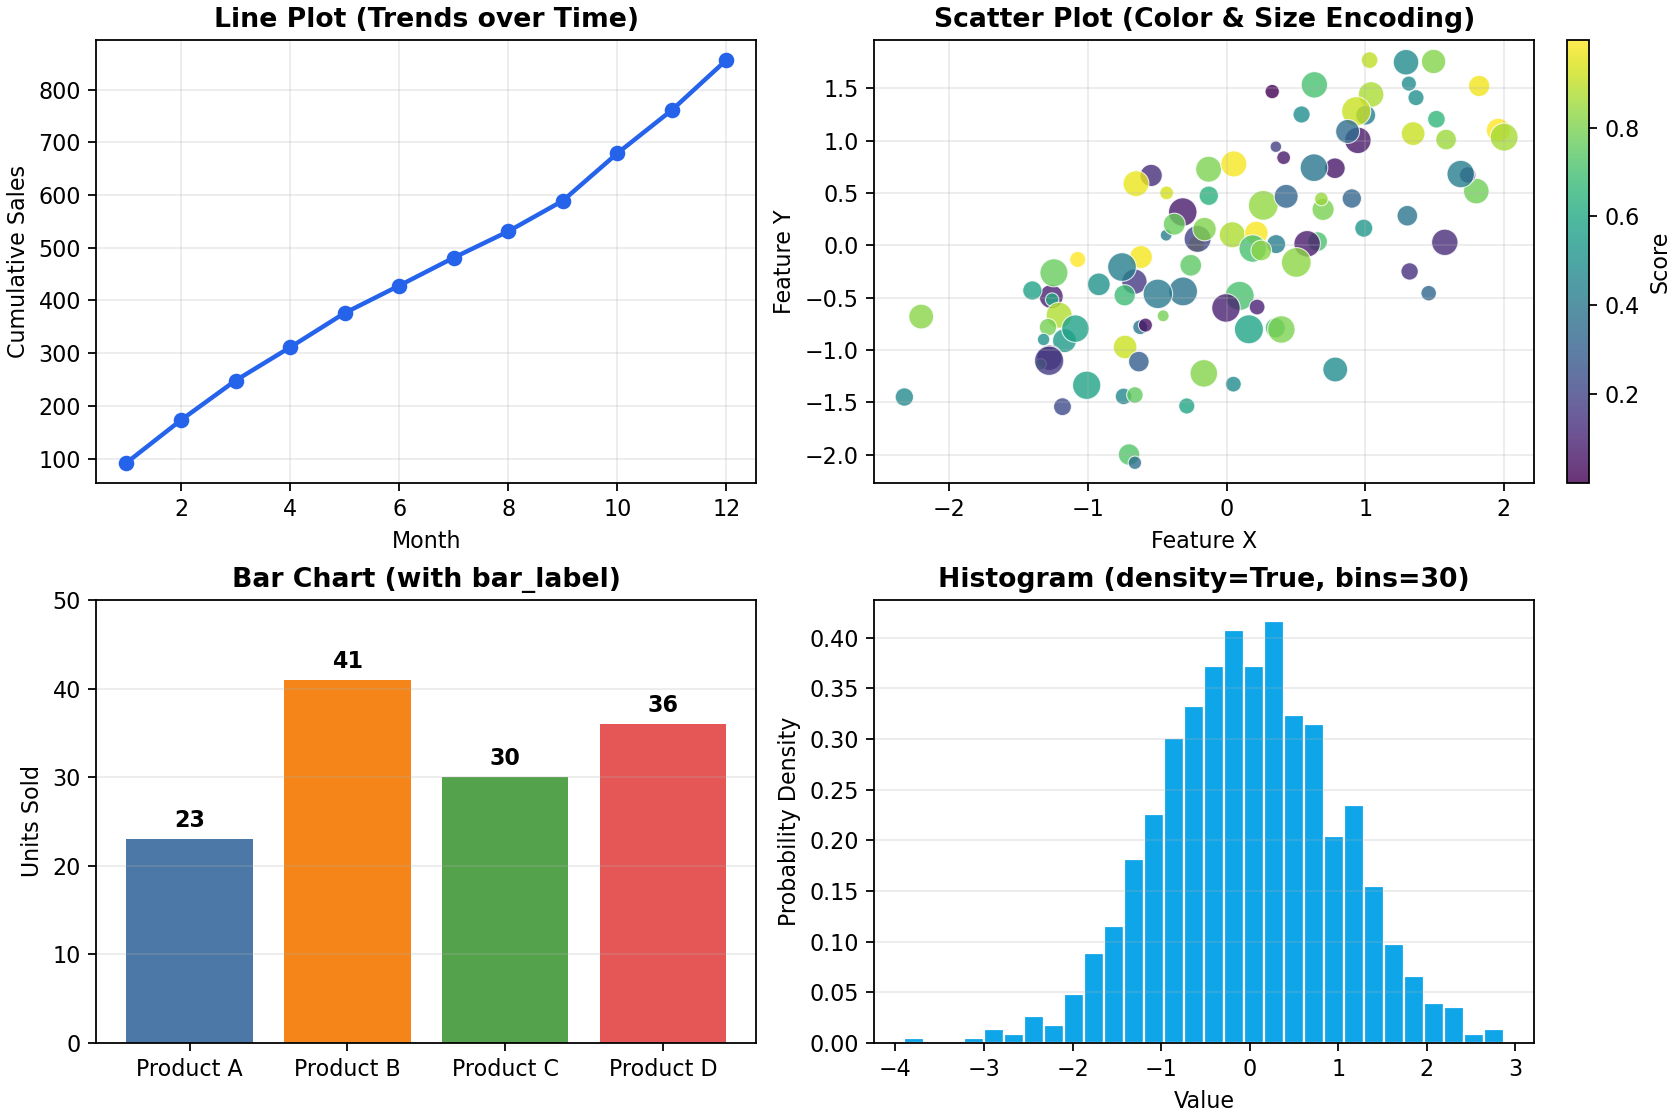 Line Plot (Trends over Time)
Cumulative Sales
800
700
600
500
400
300
200
100
2 4 6 8 10 12
Month
Scatter Plot (Color & Size Encoding)
Feature Y
1.5
1.0
0.5
0.0
−0.5
−1.0
−1.5
−2.0
−2 −1 0 1 2
Feature X
0.8
0.6
0.4
0.2
Score
Bar Chart (with bar_label)
Units Sold
50
40
30
20
10
0
23
41
30
36
Product A Product B Product C Product D
Histogram (density=True, bins=30)
Probability Density
0.40
0.35
0.30
0.25
0.20
0.15
0.10
0.05
0.00
−4 −3 −2 −1 0 1 2 3
Value